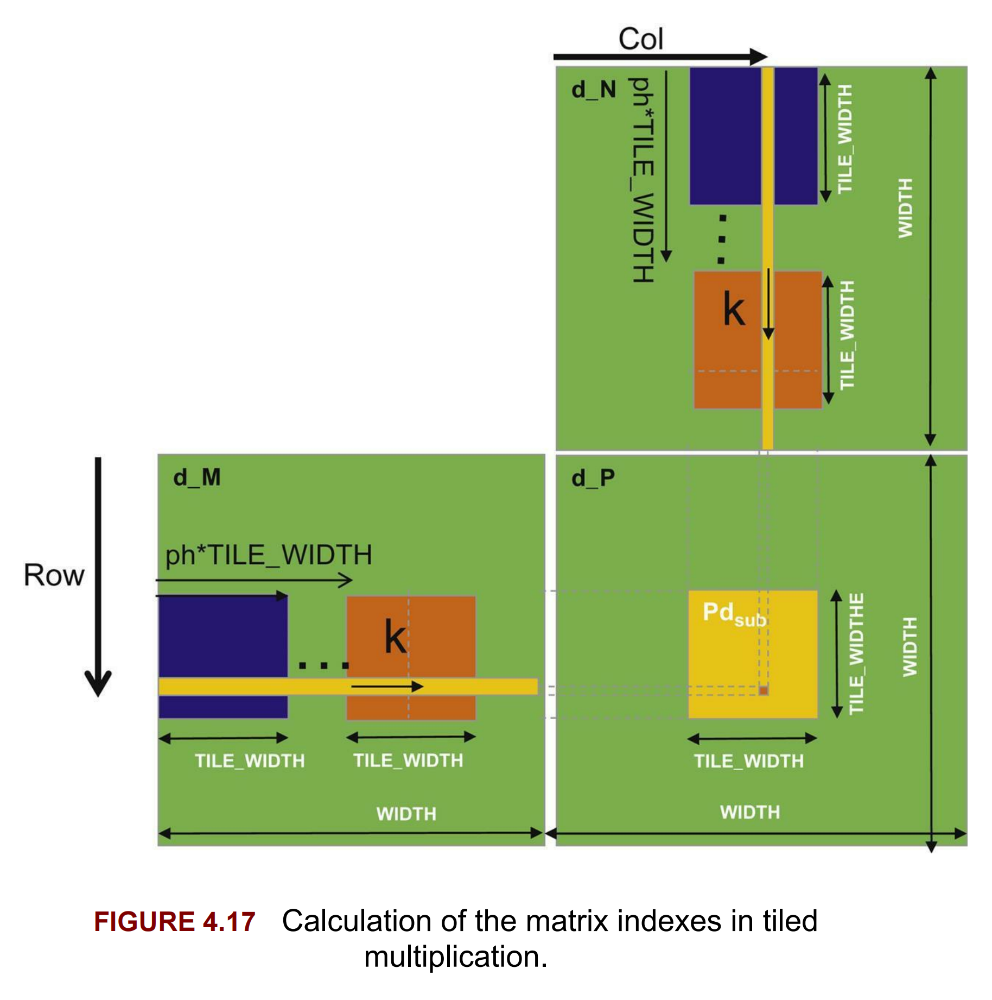 Col
d_N
ph*TILE_WIDTH
TILE_WIDTH
WIDTH
k
TILE_WIDTH
Row
d_M
ph*TILE_WIDTH
k
TILE_WIDTH
TILE_WIDTH
WIDTH
d_P
Pdsub
TILE_WIDTHE
WIDTH
TILE_WIDTH
WIDTH
FIGURE 4.17 Calculation of the matrix indexes in tiled
multiplication.